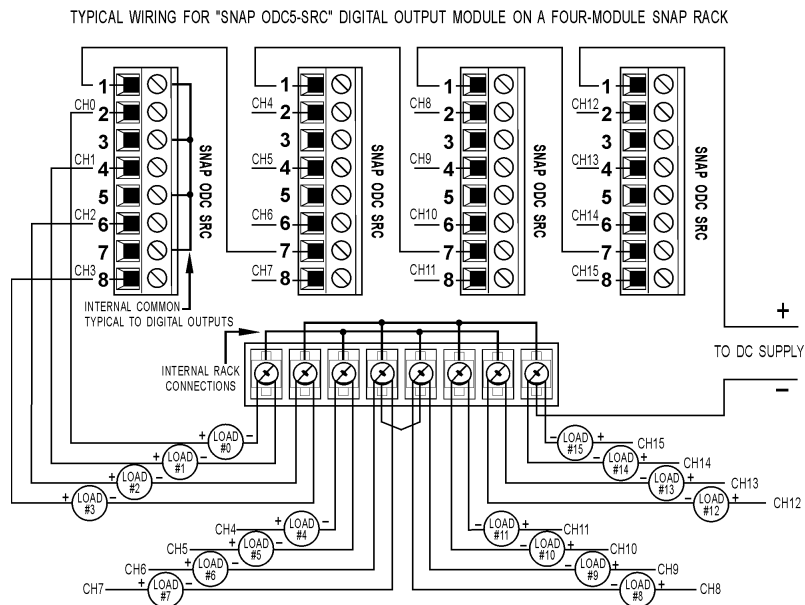 TYPICAL WIRING FOR "SNAP ODC5-SRC" DIGITAL OUTPUT MODULE ON A FOUR-MODULE SNAP RACK
1
CH0 2
3
CH1 4
5
CH2 6
7
CH3 8
SNAP ODC SRC
1
CH4 2
3
CH5 4
5
CH6 6
7
CH7 8
SNAP ODC SRC
1
CH8 2
3
CH9 4
5
CH10 6
7
CH11 8
SNAP ODC SRC
1
CH12 2
3
CH13 4
5
CH14 6
7
CH15 8
SNAP ODC SRC
INTERNAL COMMON
TYPICAL TO DIGITAL OUTPUTS
+
TO DC SUPPLY
−
INTERNAL RACK
CONNECTIONS
+ LOAD #0 −
+ LOAD #1 −
+ LOAD #2 −
+ LOAD #3 −
CH4 + LOAD #4 −
CH5 + LOAD #5 −
CH6 + LOAD #6 −
CH7 + LOAD #7 −
− LOAD #15 + CH15
− LOAD #14 + CH14
− LOAD #13 + CH13
− LOAD #12 + CH12
− LOAD #11 + CH11
− LOAD #10 + CH10
− LOAD #9 + CH9
− LOAD #8 + CH8